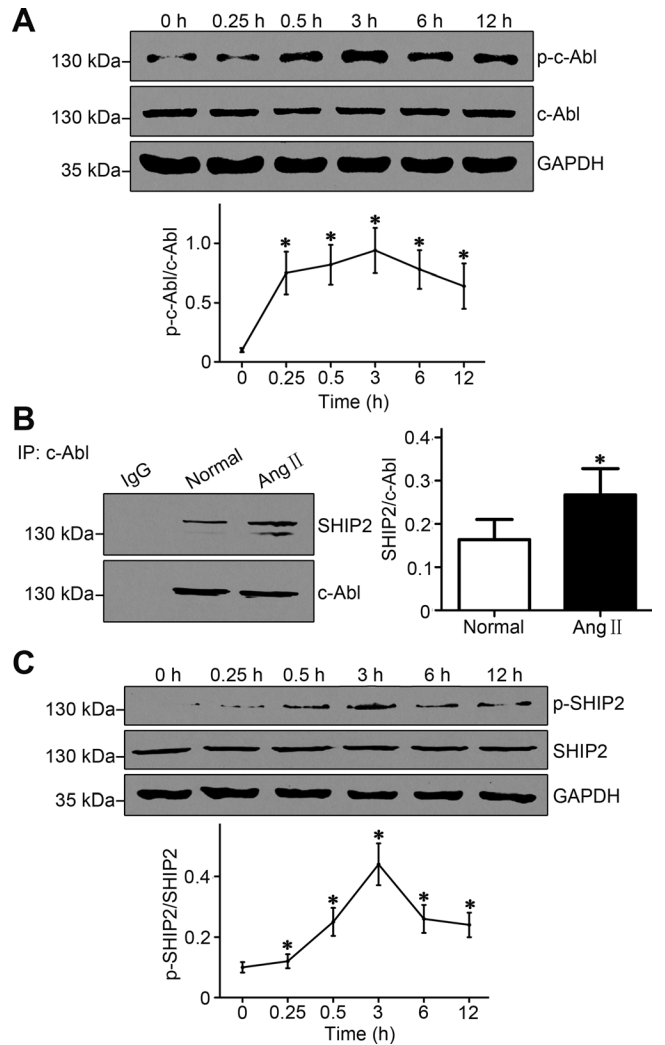 A
0 h 0.25 h 0.5 h 3 h 6 h 12 h
130 kDa p-c-Abl
130 kDa c-Abl
35 kDa GAPDH
p-c-Abl/c-Abl
1.0
0.5
0
* * * * *
0 0.25 0.5 3 6 12
Time (h)
B
IP: c-Abl
IgG Normal Ang II
130 kDa SHIP2
130 kDa c-Abl
SHIP2/c-Abl
0.4
0.3
0.2
0.1
0
*
Normal Ang II
C
0 h 0.25 h 0.5 h 3 h 6 h 12 h
130 kDa p-SHIP2
130 kDa SHIP2
35 kDa GAPDH
p-SHIP2/SHIP2
0.4
0.2
0
* * * * *
0 0.25 0.5 3 6 12
Time (h)